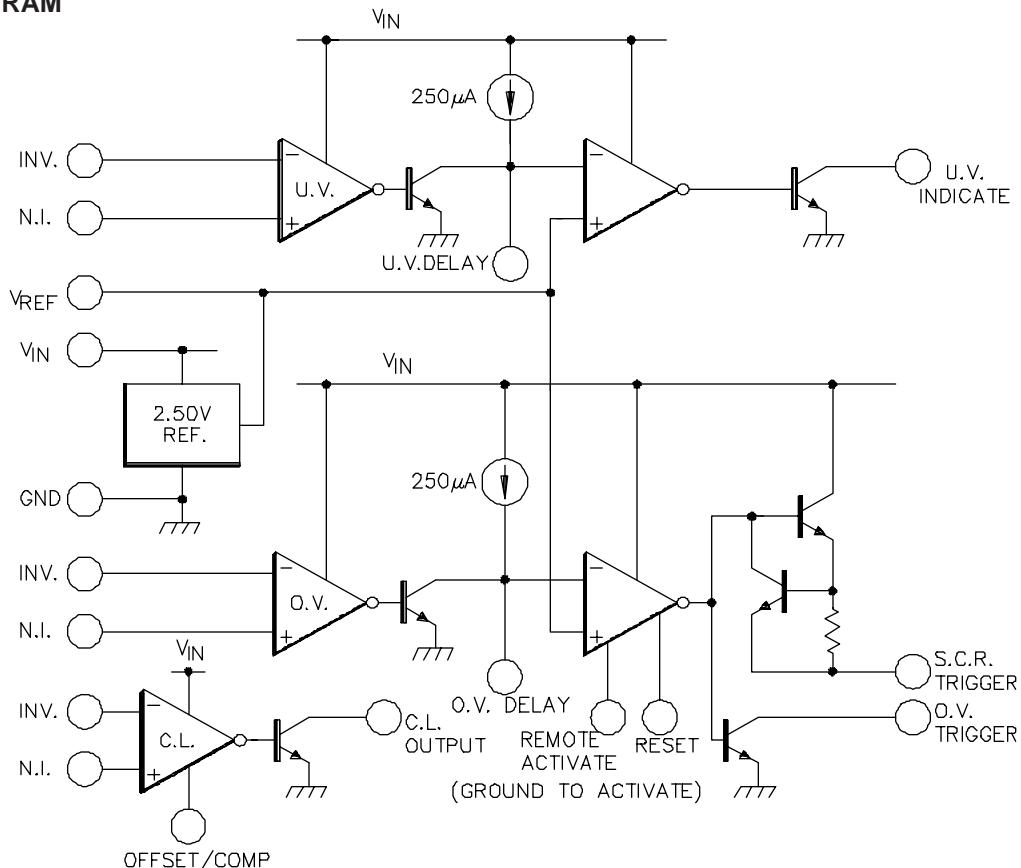 RAM
VIN
250µA
INV.
U.V.
N.I.
U.V.
INDICATE
U.V.DELAY
VREF
VIN
VIN
2.50V
REF.
250µA
GND
INV.
O.V.
N.I.
VIN
S.C.R.
TRIGGER
INV.
C.L.
N.I.
C.L.
OUTPUT
O.V. DELAY
REMOTE
ACTIVATE
RESET
O.V.
TRIGGER
(GROUND TO ACTIVATE)
OFFSET/COMP